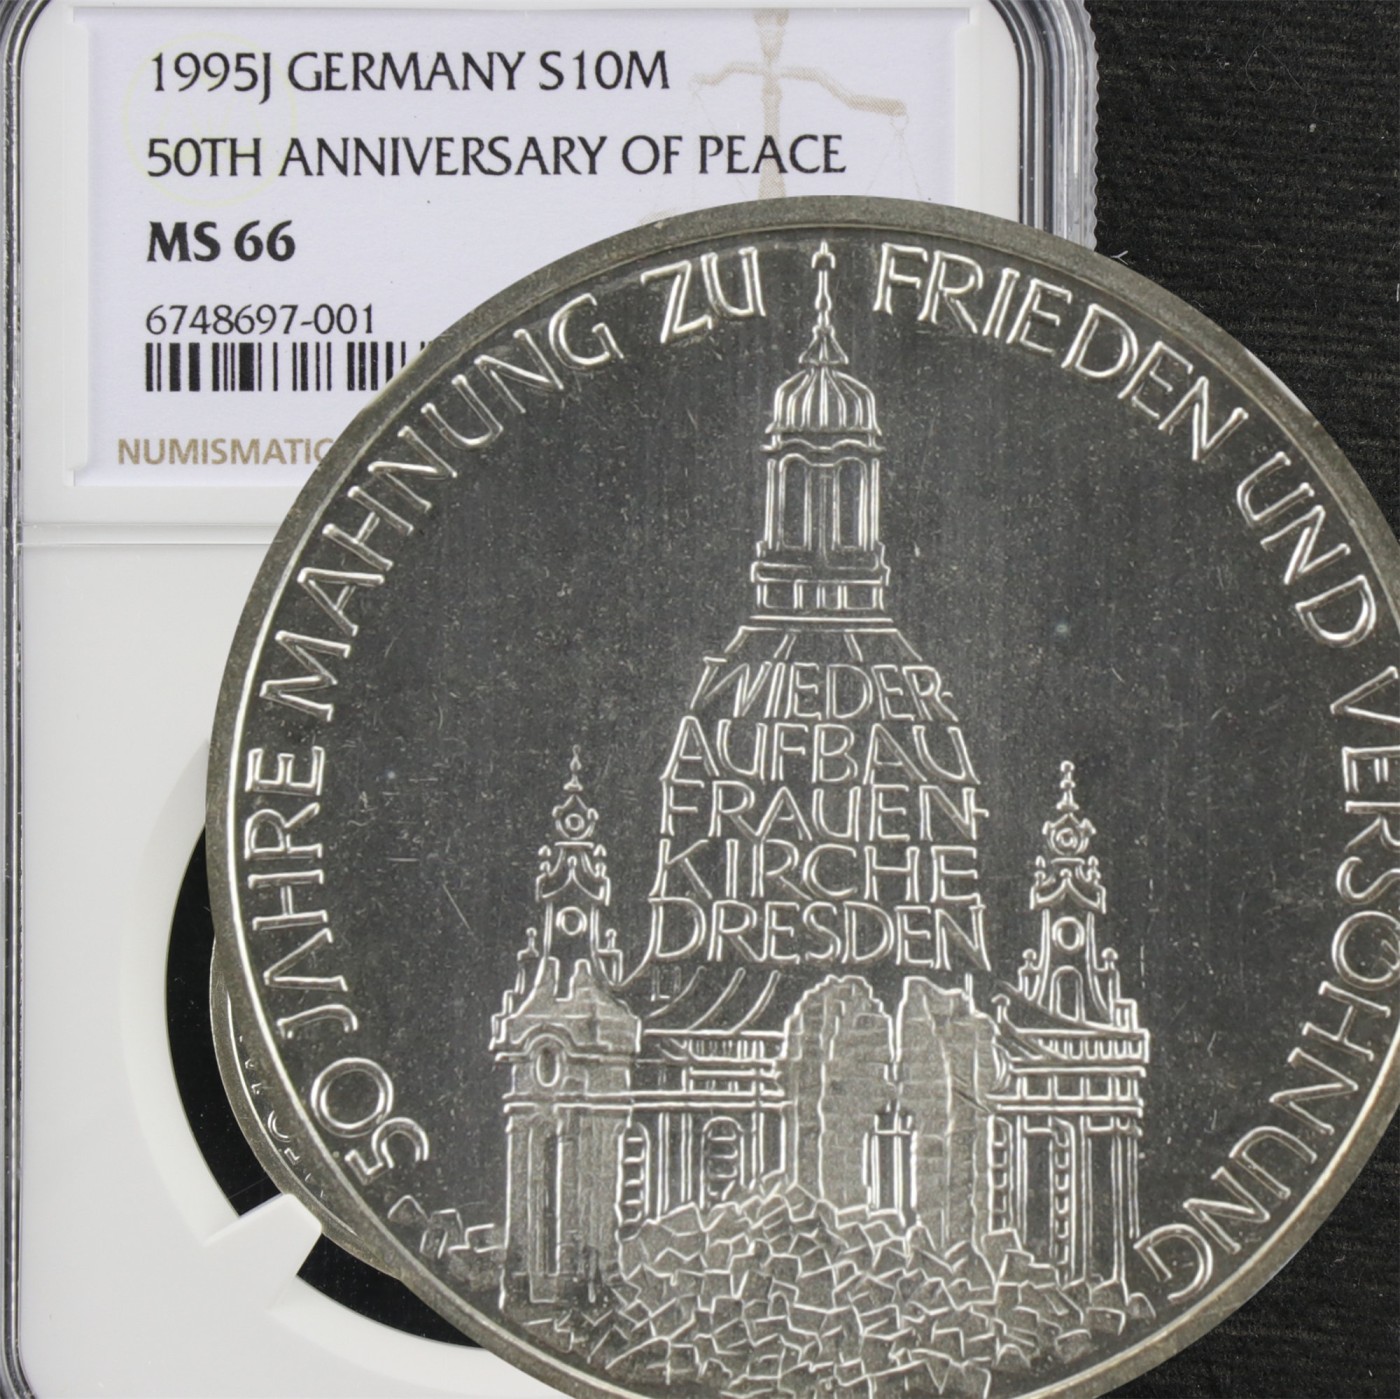 1995J GERMANY S10M
50TH ANNIVERSARY OF PEACE
MS 66
6748697-001
NUMISMATIC
50 JAHRE MAHNUNG ZU FRIEDEN UND VERSÖHNUNG
WIEDER-
AUFBAU
FRAUEN-
KIRCHE
DRESDEN